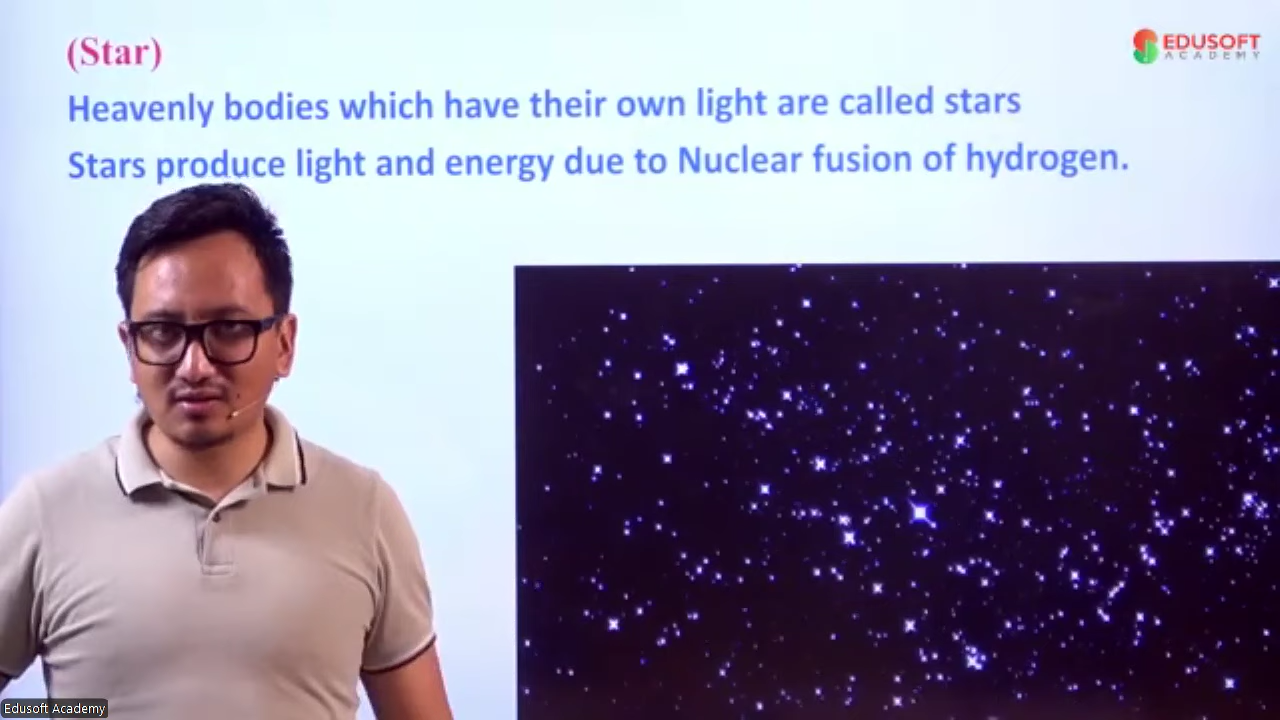 (Star)
EDUSOFT
ACADEMY
Heavenly bodies which have their own light are called stars
Stars produce light and energy due to Nuclear fusion of hydrogen.
Edusoft Academy